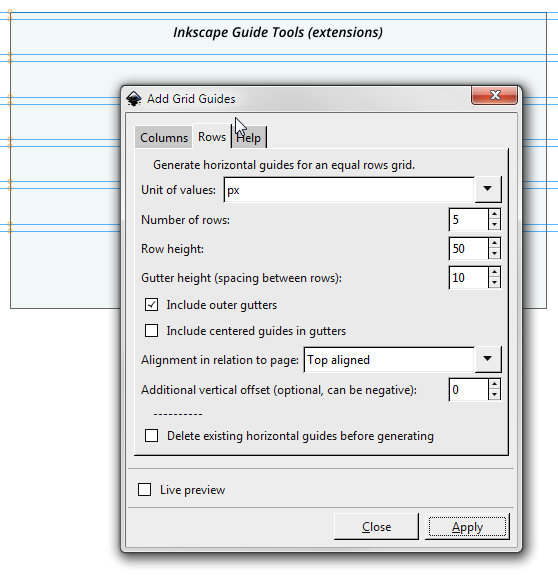 Inkscape Guide Tools (extensions)
Add Grid Guides
Columns Rows Help
Generate horizontal guides for an equal rows grid.
Unit of values: px
Number of rows: 5
Row height: 50
Gutter height (spacing between rows): 10
Include outer gutters
Include centered guides in gutters
Alignment in relation to page: Top aligned
Additional vertical offset (optional, can be negative): 0
----------
Delete existing horizontal guides before generating
Live preview
Close Apply